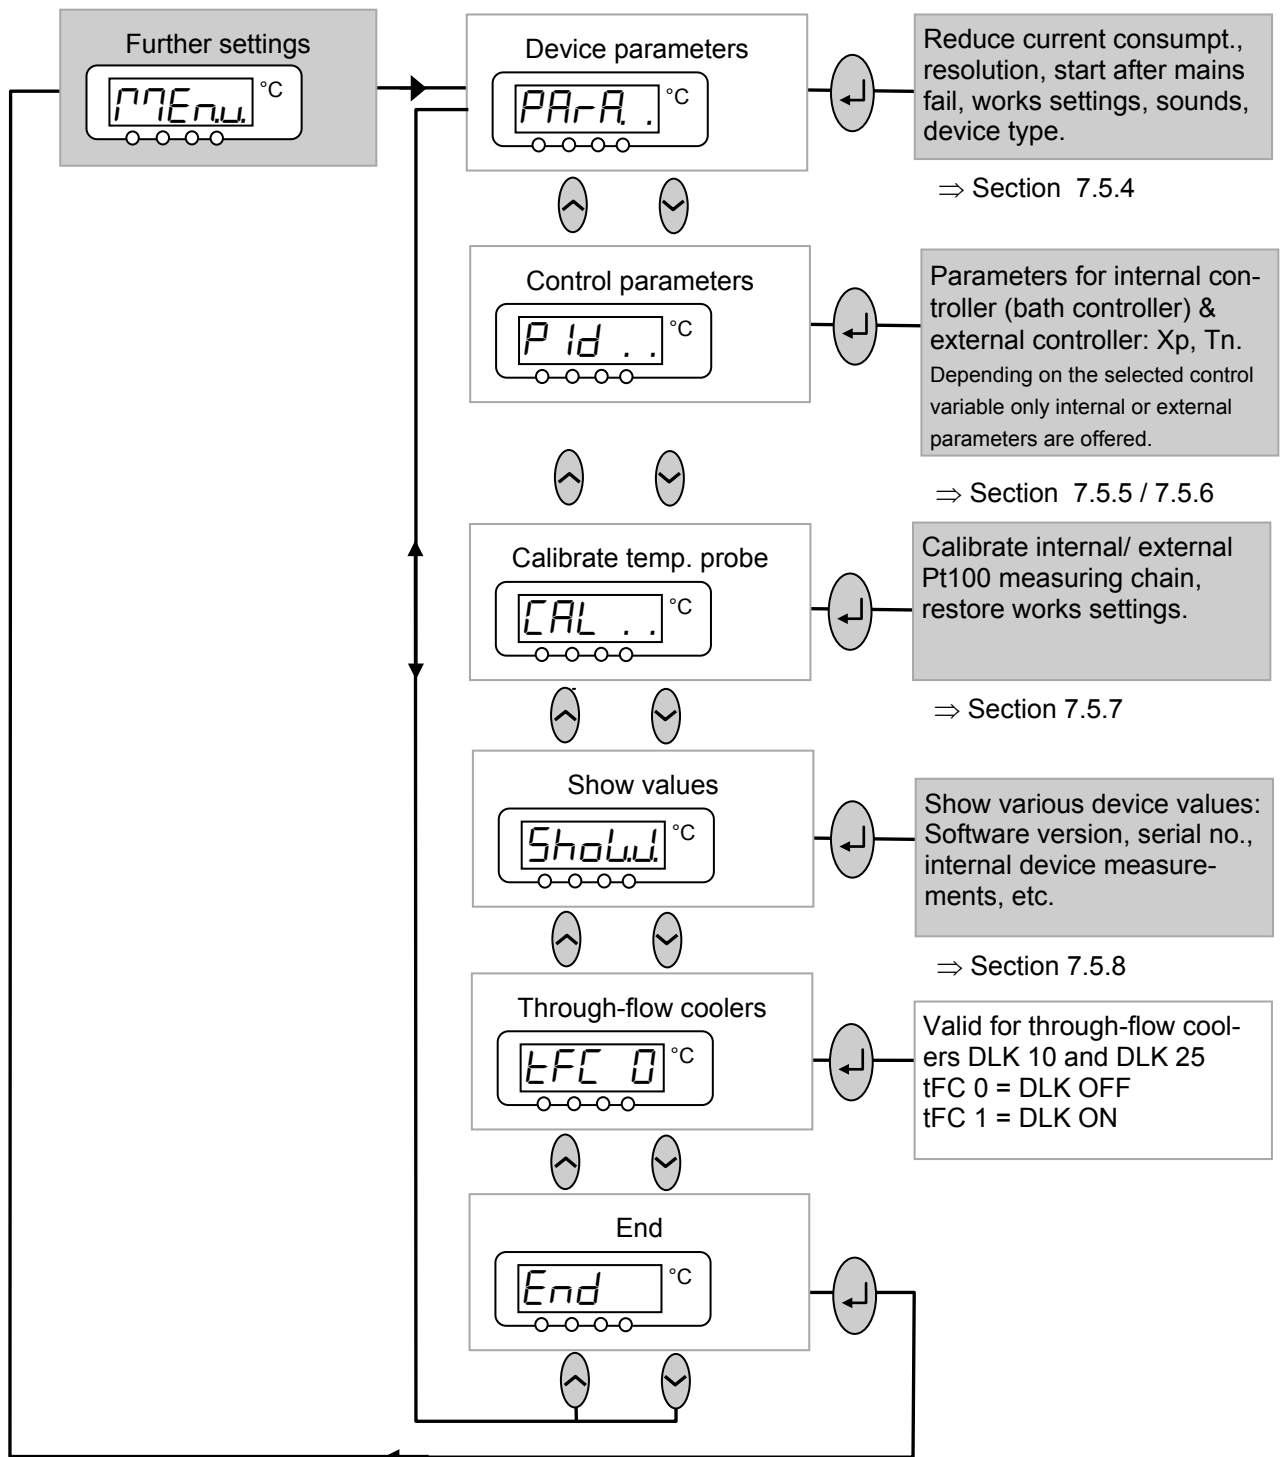 Further settings
MEnu.
°C
Device parameters
PArA. .
°C
Reduce current consumpt.,
resolution, start after mains
fail, works settings, sounds,
device type.
⇒ Section 7.5.4
Control parameters
PId . .
°C
Parameters for internal con-
troller (bath controller) &
external controller: Xp, Tn.
Depending on the selected control
variable only internal or external
parameters are offered.
⇒ Section 7.5.5 / 7.5.6
Calibrate temp. probe
CAL . .
°C
Calibrate internal/ external
Pt100 measuring chain,
restore works settings.
⇒ Section 7.5.7
Show values
Show.
°C
Show various device values:
Software version, serial no.,
internal device measure-
ments, etc.
⇒ Section 7.5.8
Through-flow coolers
tFC 0
°C
Valid for through-flow cool-
ers DLK 10 and DLK 25
tFC 0 = DLK OFF
tFC 1 = DLK ON
End
End
°C